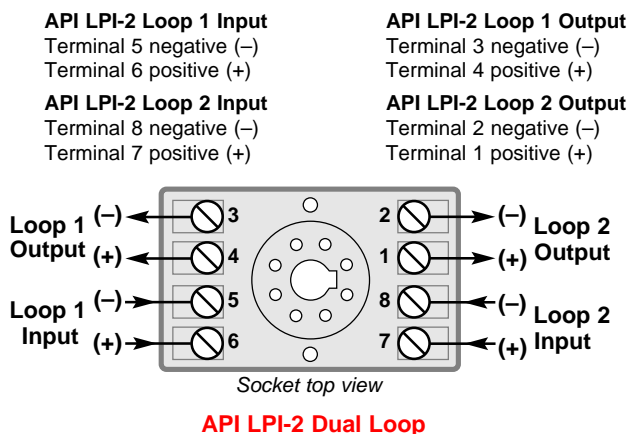 API LPI-2 Loop 1 Input
Terminal 5 negative (–)
Terminal 6 positive (+)
API LPI-2 Loop 2 Input
Terminal 8 negative (–)
Terminal 7 positive (+)
API LPI-2 Loop 1 Output
Terminal 3 negative (–)
Terminal 4 positive (+)
API LPI-2 Loop 2 Output
Terminal 2 negative (–)
Terminal 1 positive (+)
Loop 1
Output
(–)
(+)
Loop 1
Input
(–)
(+)
3
4
5
6
2
1
8
7
(–)
(+)
Loop 2
Output
(–)
(+)
Loop 2
Input
Socket top view
API LPI-2 Dual Loop